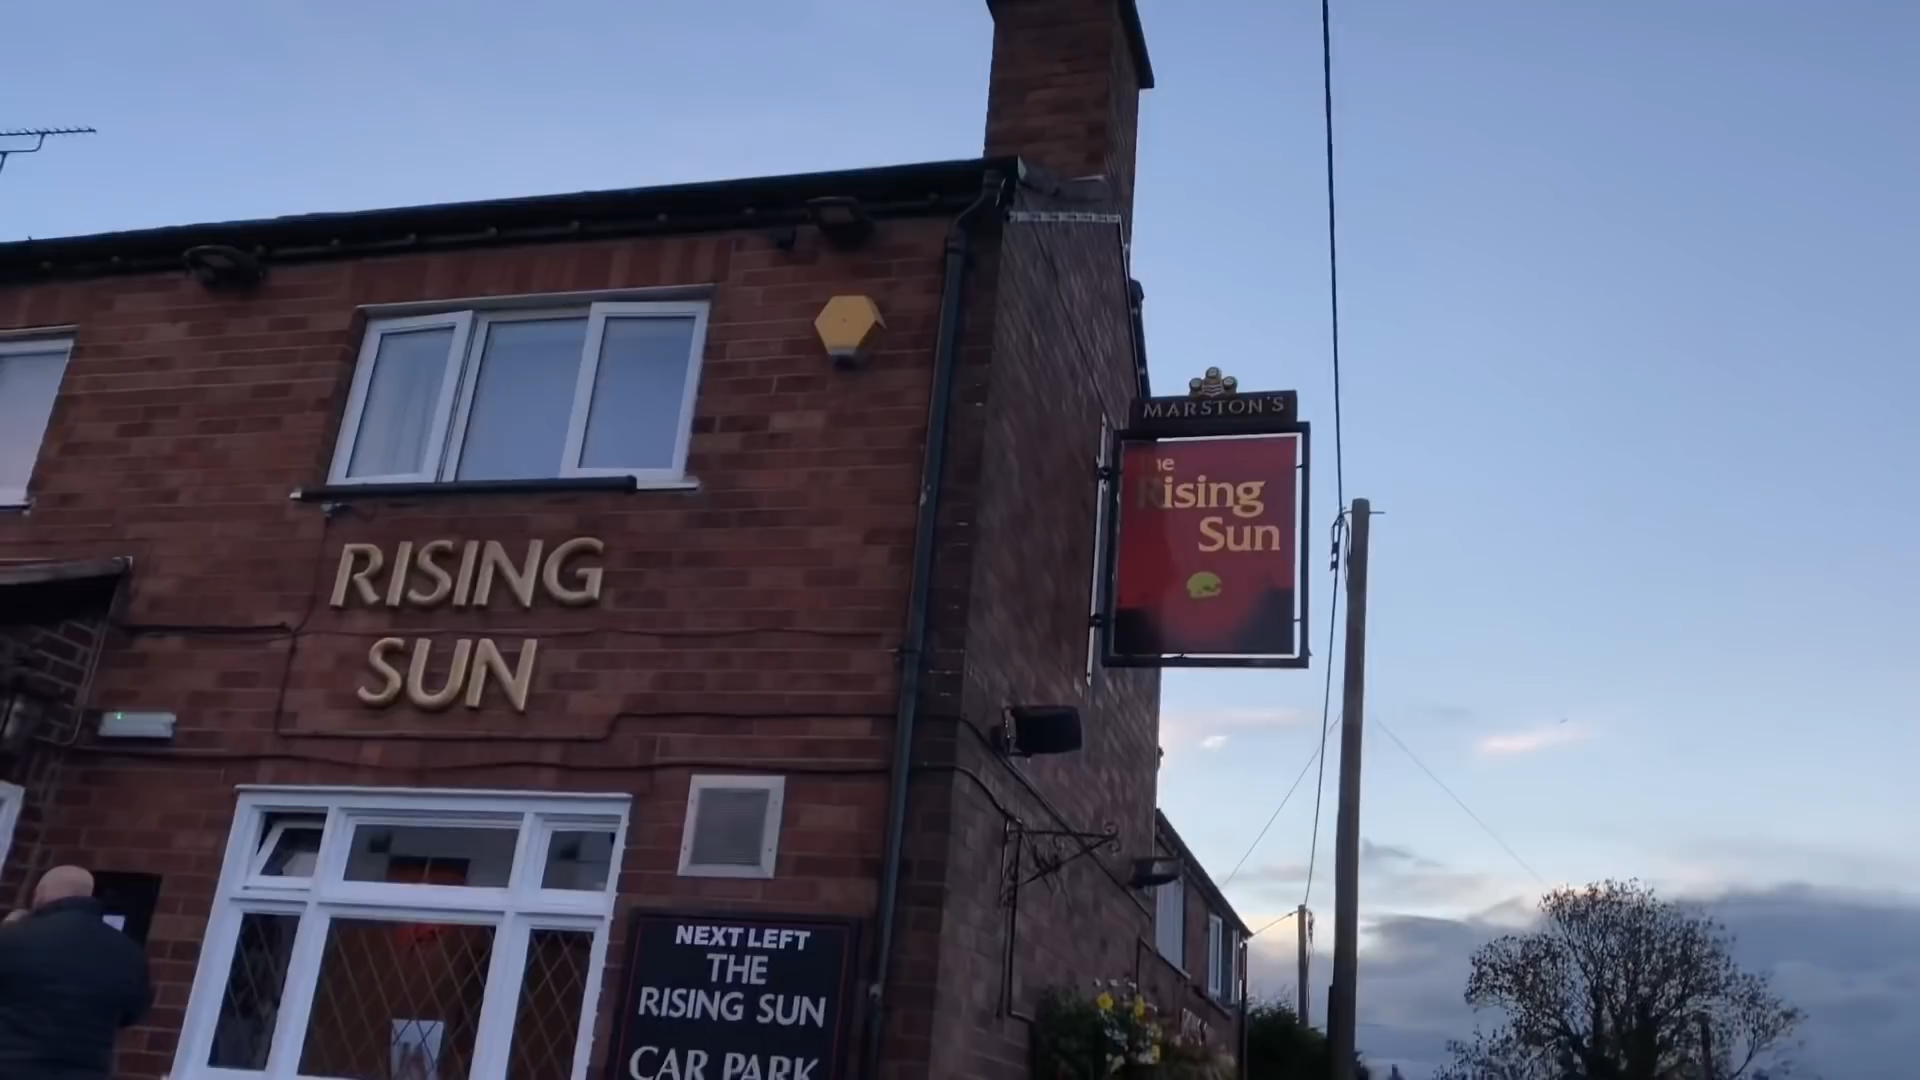 MARSTON'S
The
Rising
Sun
RISING
SUN
NEXT LEFT
THE
RISING SUN
CAR PARK